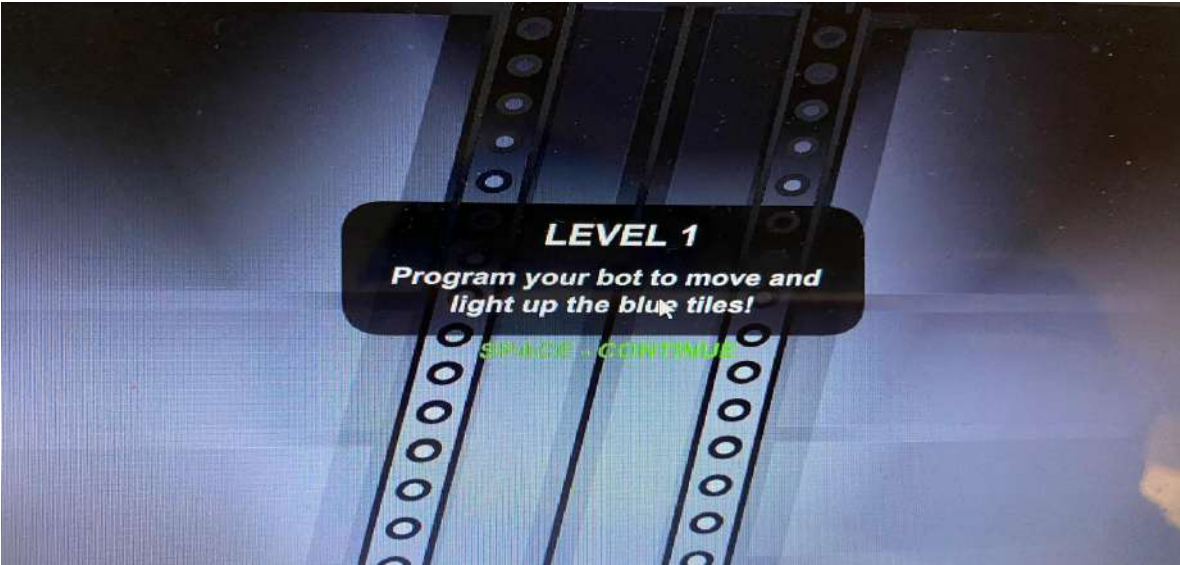 LEVEL 1
Program your bot to move and
light up the blue tiles!
SPACE - CONTINUE